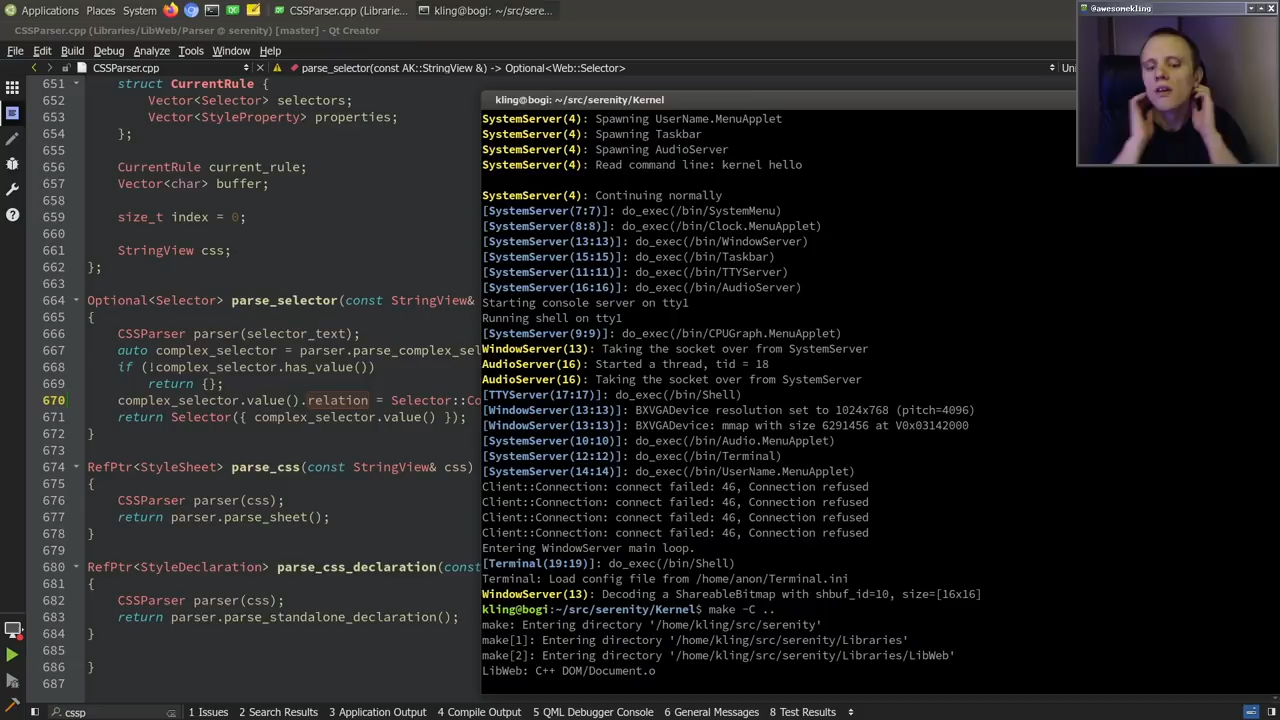 Applications Places System CSSParser.cpp (Librarie... kling@bogi: ~/src/sere...
CSSParser.cpp (Libraries/LibWeb/Parser @ serenity) [master] - Qt Creator
File Edit Build Debug Analyze Tools Window Help
CSSParser.cpp parse_selector(const AK::StringView &) -> Optional<Web::Selector> Uni
@awesomekling
651 struct CurrentRule {
652 Vector<Selector> selectors;
653 Vector<StyleProperty> properties;
654 };
655
656 CurrentRule current_rule;
657 Vector<char> buffer;
658
659 size_t index = 0;
660
661 StringView css;
662 };
663
664 Optional<Selector> parse_selector(const StringView&
665 {
666 CSSParser parser(selector_text);
667 auto complex_selector = parser.parse_complex_sel
668 if (!complex_selector.has_value())
669 return {};
670 complex_selector.value().relation = Selector::Co
671 return Selector({ complex_selector.value() });
672 }
673
674 RefPtr<StyleSheet> parse_css(const StringView& css)
675 {
676 CSSParser parser(css);
677 return parser.parse_sheet();
678 }
679
680 RefPtr<StyleDeclaration> parse_css_declaration(const
681 {
682 CSSParser parser(css);
683 return parser.parse_standalone_declaration();
684 }
685
686 }
687
kling@bogi: ~/src/serenity/Kernel
SystemServer(4): Spawning UserName.MenuApplet
SystemServer(4): Spawning Taskbar
SystemServer(4): Spawning AudioServer
SystemServer(4): Read command line: kernel hello
SystemServer(4): Continuing normally
[SystemServer(7:7)]: do_exec(/bin/SystemMenu)
[SystemServer(8:8)]: do_exec(/bin/Clock.MenuApplet)
[SystemServer(13:13)]: do_exec(/bin/WindowServer)
[SystemServer(15:15)]: do_exec(/bin/Taskbar)
[SystemServer(11:11)]: do_exec(/bin/TTYServer)
[SystemServer(16:16)]: do_exec(/bin/AudioServer)
Starting console server on tty1
Running shell on tty1
[SystemServer(9:9)]: do_exec(/bin/CPUGraph.MenuApplet)
WindowServer(13): Taking the socket over from SystemServer
AudioServer(16): Started a thread, tid = 18
AudioServer(16): Taking the socket over from SystemServer
[TTYServer(17:17)]: do_exec(/bin/Shell)
[WindowServer(13:13)]: BXVGADevice resolution set to 1024x768 (pitch=4096)
[WindowServer(13:13)]: BXVGADevice: mmap with size 6291456 at V0x03142000
[SystemServer(10:10)]: do_exec(/bin/Audio.MenuApplet)
[SystemServer(12:12)]: do_exec(/bin/Terminal)
[SystemServer(14:14)]: do_exec(/bin/UserName.MenuApplet)
Client::Connection: connect failed: 46, Connection refused
Client::Connection: connect failed: 46, Connection refused
Client::Connection: connect failed: 46, Connection refused
Client::Connection: connect failed: 46, Connection refused
Entering WindowServer main loop.
[Terminal(19:19)]: do_exec(/bin/Shell)
Terminal: Load config file from /home/anon/Terminal.ini
WindowServer(13): Decoding a ShareableBitmap with shbuf_id=10, size=[16x16]
kling@bogi:~/src/serenity/Kernel$ make -C ..
make: Entering directory '/home/kling/src/serenity'
make[1]: Entering directory '/home/kling/src/serenity/Libraries'
make[2]: Entering directory '/home/kling/src/serenity/Libraries/LibWeb'
LibWeb: C++ DOM/Document.o
cssp 1 Issues 2 Search Results 3 Application Output 4 Compile Output 5 QML Debugger Console 6 General Messages 8 Test Results